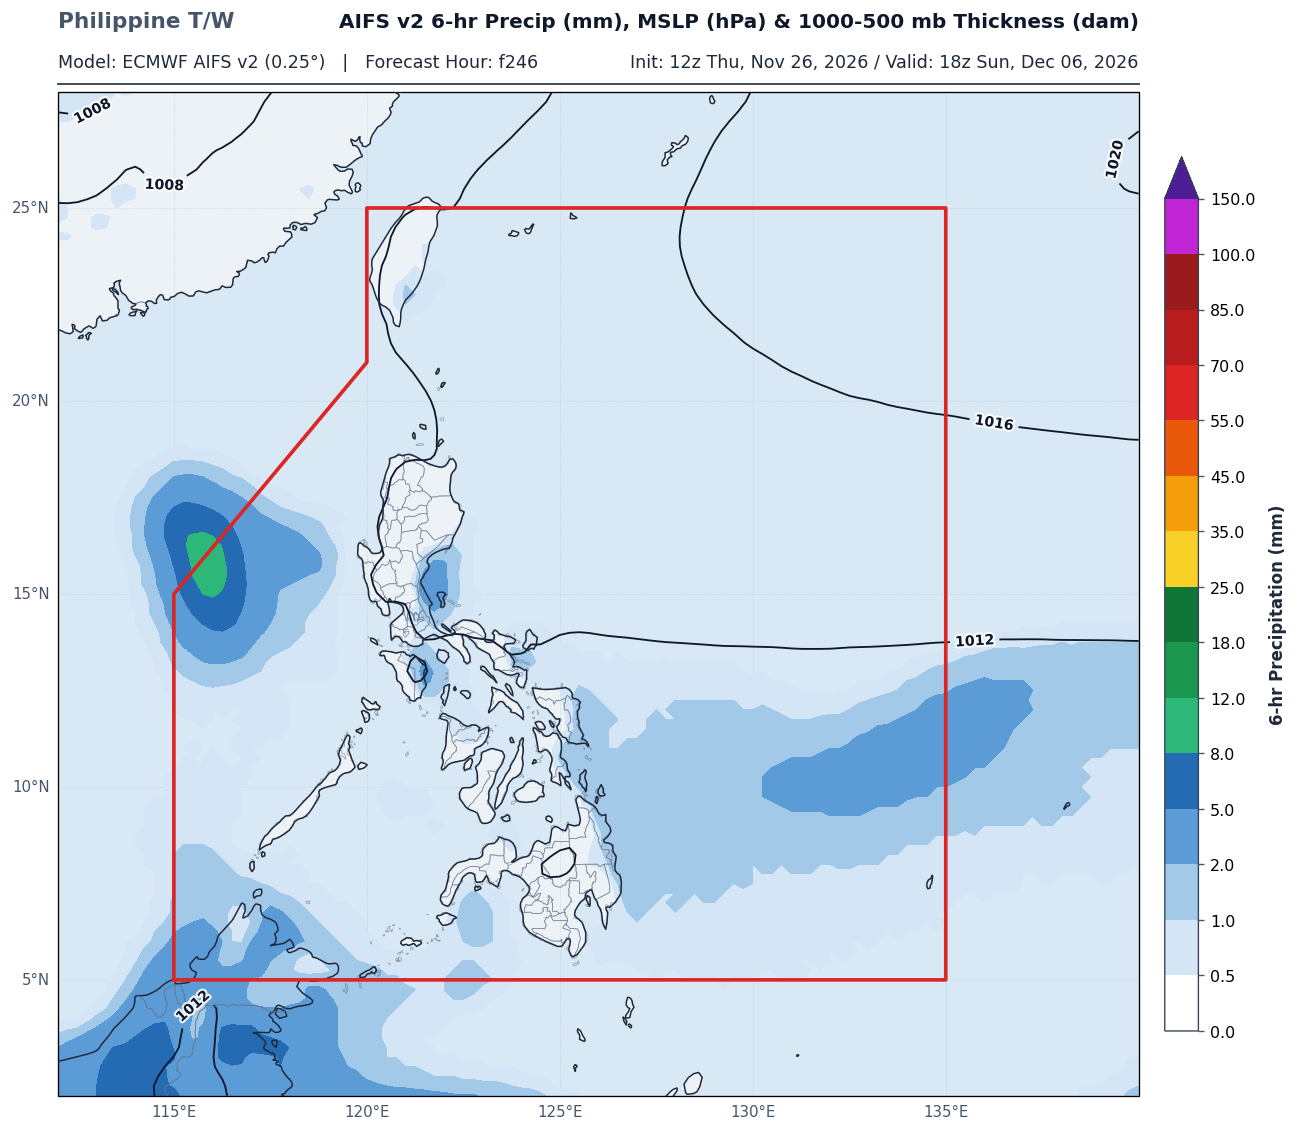 Philippine T/W
AIFS v2 6-hr Precip (mm), MSLP (hPa) & 1000-500 mb Thickness (dam)
Model: ECMWF AIFS v2 (0.25°) | Forecast Hour: f246
Init: 12z Thu, Nov 26, 2026 / Valid: 18z Sun, Dec 06, 2026
1008
1008
1020
1016
1012
1012
25°N
20°N
15°N
10°N
5°N
115°E
120°E
125°E
130°E
135°E
150.0
100.0
85.0
70.0
55.0
45.0
35.0
25.0
18.0
12.0
8.0
5.0
2.0
1.0
0.5
0.0
6-hr Precipitation (mm)